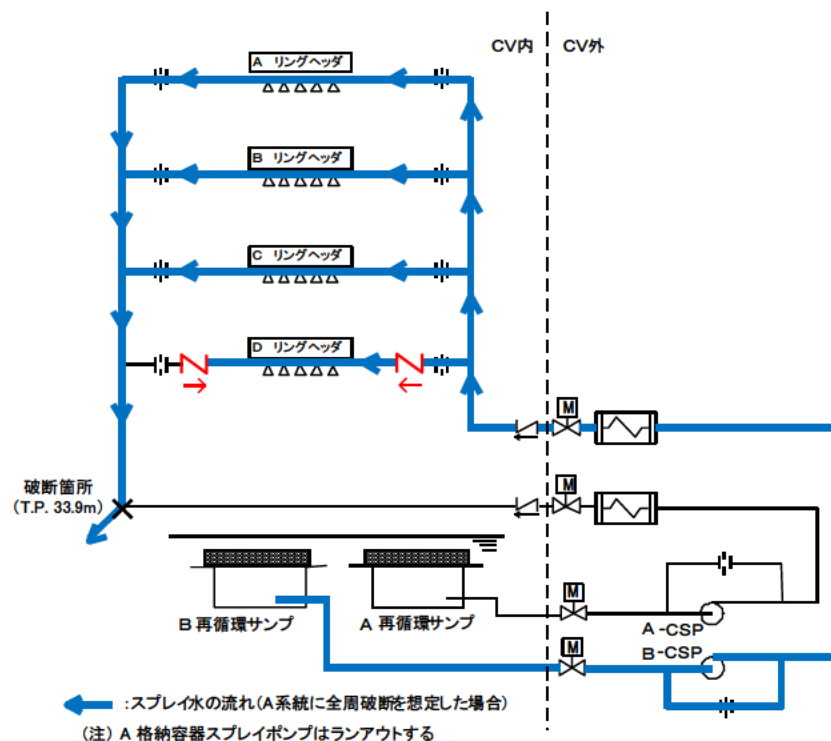 CV内
CV外
A リングヘッダ
B リングヘッダ
C リングヘッダ
D リングヘッダ
M
破断箇所
(T.P. 33.9m)
M
M
B 再循環サンプ
A 再循環サンプ
A-CSP
B-CSP
M
:スプレイ水の流れ(A系統に全周破断を想定した場合)
(注) A 格納容器スプレイポンプはランアウトする